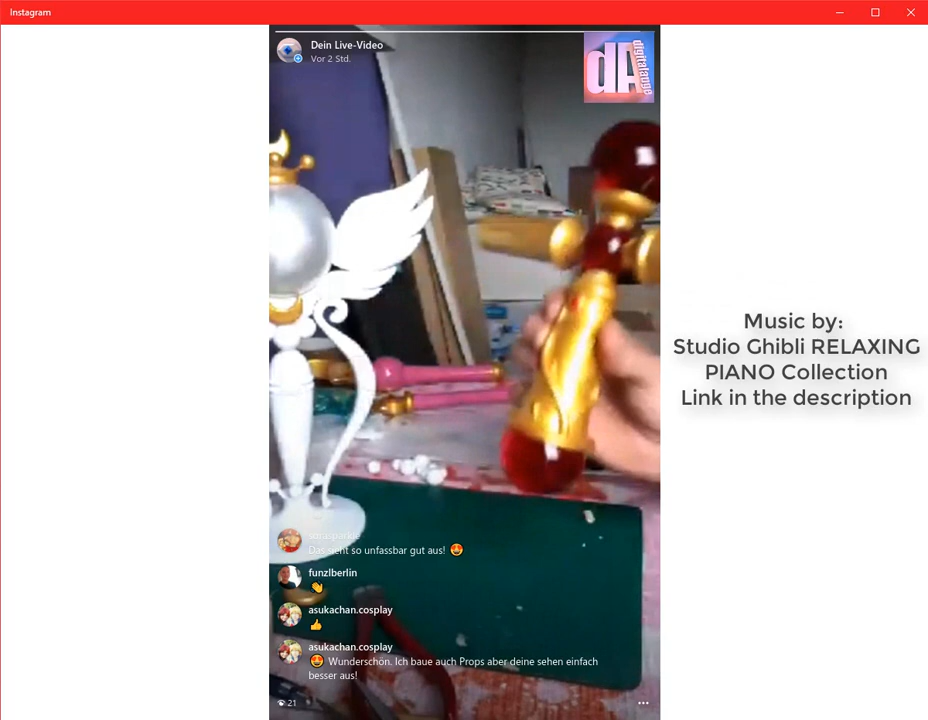 Instagram
Dein Live-Video
Vor 2 Std.
dA
digitalange
Das sieht so unfassbar gut aus! 😍
funzlberlin
👏
asukachan.cosplay
👍
asukachan.cosplay
😍 Wunderschön. Ich baue auch Props aber deine sehen einfach
besser aus!
21
Music by:
Studio Ghibli RELAXING
PIANO Collection
Link in the description